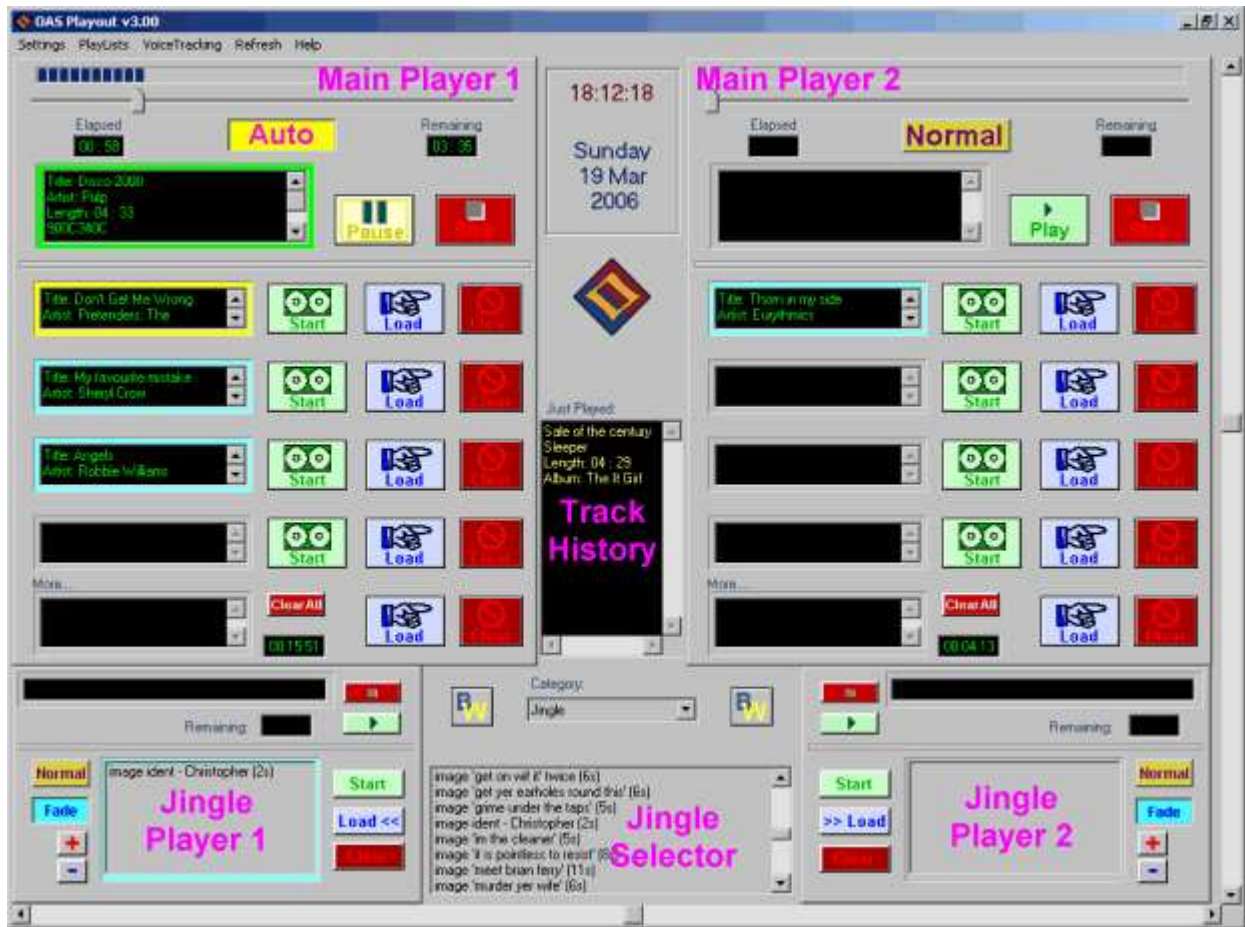 OAS Playout v3.00
Settings PlayLists VoiceTracking Refresh Help
Main Player 1
Elapsed
00 : 58
Auto
Remaining
03 : 35
Title: Disco 2000
Artist: Pulp
Length: 04 : 33
Pause
Title: Don't Get Me Wrong
Artist: Pretenders: The
Start
Load
Title: My favourite mistake
Artist: Sheryl Crow
Start
Load
Title: Angels
Artist: Robbie Williams
Start
Load
Start
Load
More...
Clear All
00:15:51
Load
18:12:18
Sunday
19 Mar
2006
Just Played:
Sale of the century
Sleeper
Length: 04 : 29
Album: The It Girl
Track
History
Main Player 2
Elapsed
Normal
Remaining
Play
Title: Thorn in my side
Artist: Eurythmics
Start
Load
Start
Load
Start
Load
Start
Load
More...
Clear All
00:04:13
Load
Remaining:
Normal
Fade
+
-
image ident - Christopher (2s)
Jingle
Player 1
Start
Load <<
Clear
BW
Category:
Jingle
BW
image 'get on wif it' twice (6s)
image 'get yer earholes round this' (6s)
image 'grime under the taps' (5s)
image ident - Christopher (2s)
image 'im the cleaner' (5s)
image 'it is pointless to resist'
image 'meet brian ferry' (11s)
image 'murder yer wife' (6s)
Jingle
Selector
Remaining:
Start
>> Load
Clear
Jingle
Player 2
Normal
Fade
+
-